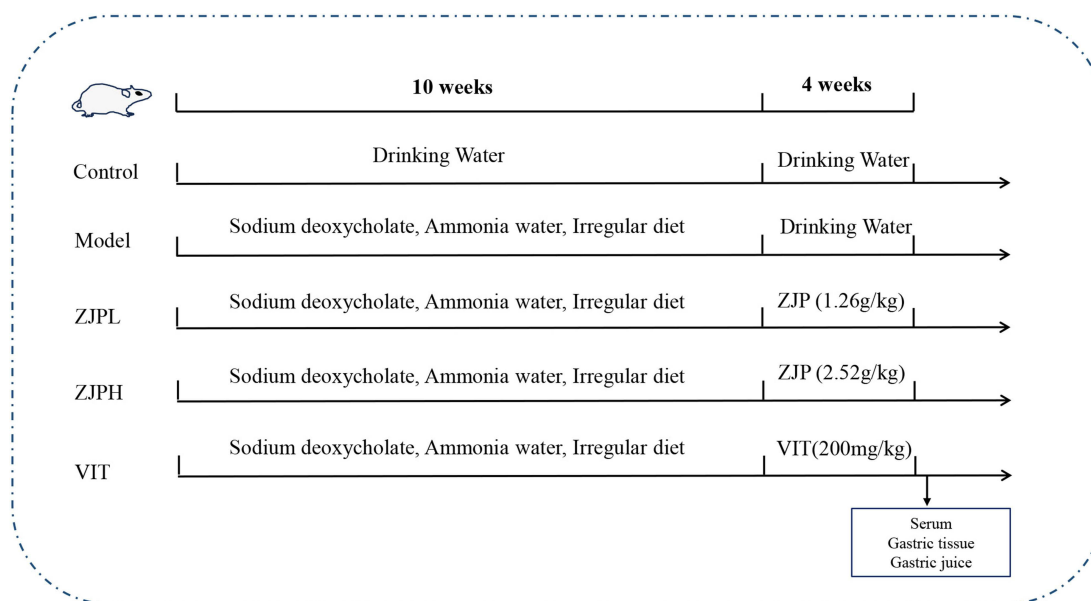 10 weeks
4 weeks
Control
Drinking Water
Drinking Water
Model
Sodium deoxycholate, Ammonia water, Irregular diet
Drinking Water
ZJPL
Sodium deoxycholate, Ammonia water, Irregular diet
ZJP (1.26g/kg)
ZJPH
Sodium deoxycholate, Ammonia water, Irregular diet
ZJP (2.52g/kg)
VIT
Sodium deoxycholate, Ammonia water, Irregular diet
VIT(200mg/kg)
Serum
Gastric tissue
Gastric juice